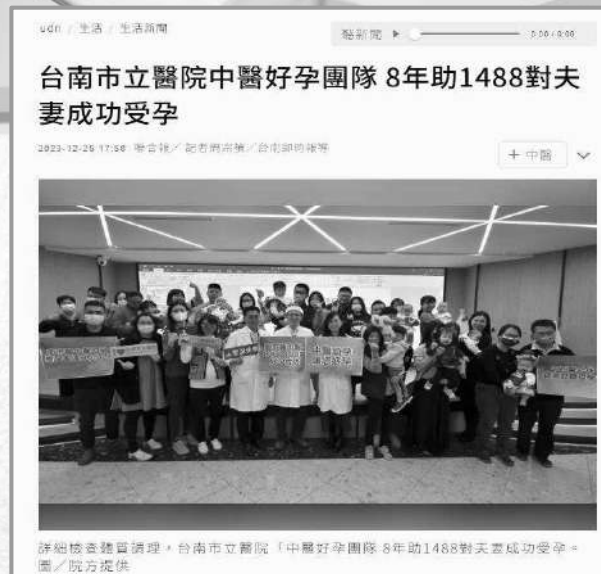 udn / 生活 / 生活新聞
聽新聞
0:00 / 0:00
台南市立醫院中醫好孕團隊 8年助1488對夫
妻成功受孕
2023-12-26 17:50 聯合報／ 記者
＋ 中醫
詳細檢查體質調理，台南市立醫院「中醫好孕團隊 8年助1488對夫妻成功受孕。
圖／院方提供